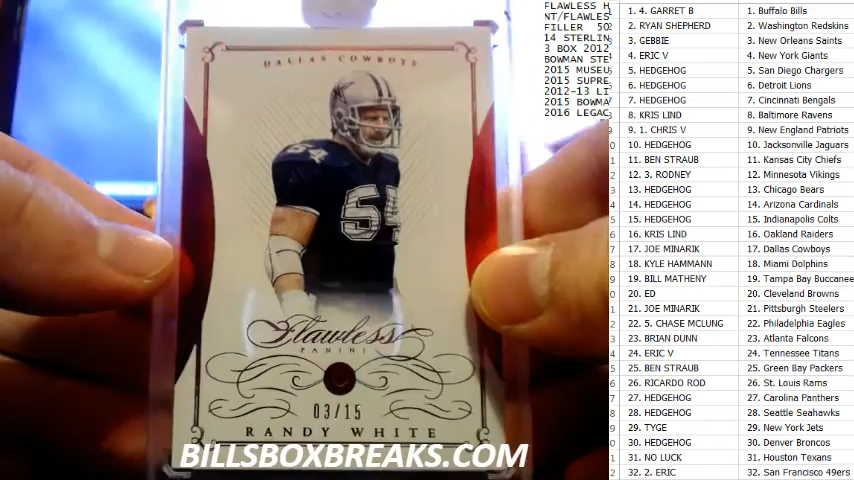 DALLAS COWBOYS
54
54
Flawless
PANINI
03/15
RANDY WHITE
BILLSBOXBREAKS.COM
FLAWLESS H
NT/FLAWLES
FILLER 50
14 STERLIN
3 BOX 2012
BOWMAN STE
2015 MUSEU
2015 SUPRE
2012-13 LI
2015 BOWMA
2016 LEGAC
1. 4. GARRET B 1. Buffalo Bills
2. RYAN SHEPHERD 2. Washington Redskins
3. GEBBIE 3. New Orleans Saints
4. ERIC V 4. New York Giants
5. HEDGEHOG 5. San Diego Chargers
6. HEDGEHOG 6. Detroit Lions
7. HEDGEHOG 7. Cincinnati Bengals
8. KRIS LIND 8. Baltimore Ravens
9. 1. CHRIS V 9. New England Patriots
10. HEDGEHOG 10. Jacksonville Jaguars
11. BEN STRAUB 11. Kansas City Chiefs
12. 3. RODNEY 12. Minnesota Vikings
13. HEDGEHOG 13. Chicago Bears
14. HEDGEHOG 14. Arizona Cardinals
15. HEDGEHOG 15. Indianapolis Colts
16. KRIS LIND 16. Oakland Raiders
17. JOE MINARIK 17. Dallas Cowboys
18. KYLE HAMMANN 18. Miami Dolphins
19. BILL MATHENY 19. Tampa Bay Buccanee
20. ED 20. Cleveland Browns
21. JOE MINARIK 21. Pittsburgh Steelers
22. 5. CHASE MCLUNG 22. Philadelphia Eagles
23. BRIAN DUNN 23. Atlanta Falcons
24. ERIC V 24. Tennessee Titans
25. BEN STRAUB 25. Green Bay Packers
26. RICARDO ROD 26. St. Louis Rams
27. HEDGEHOG 27. Carolina Panthers
28. HEDGEHOG 28. Seattle Seahawks
29. TYGE 29. New York Jets
30. HEDGEHOG 30. Denver Broncos
31. NO LUCK 31. Houston Texans
32. 2. ERIC 32. San Francisco 49ers